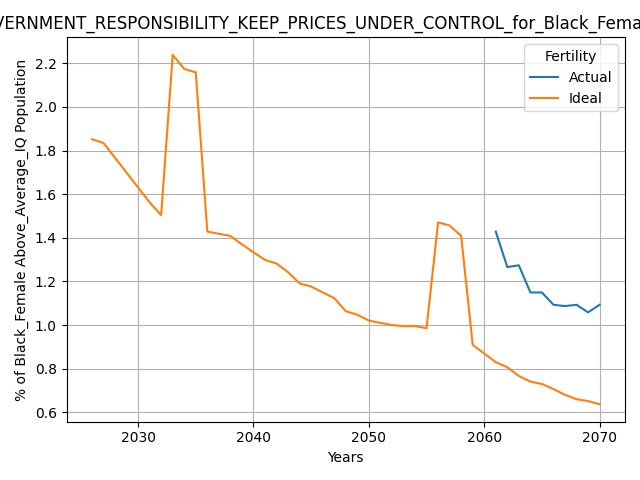 VERNMENT_RESPONSIBILITY_KEEP_PRICES_UNDER_CONTROL_for_Black_Fema
Fertility
Actual
Ideal
% of Black_Female Above_Average_IQ Population
2.2
2.0
1.8
1.6
1.4
1.2
1.0
0.8
0.6
2030 2040 2050 2060 2070
Years